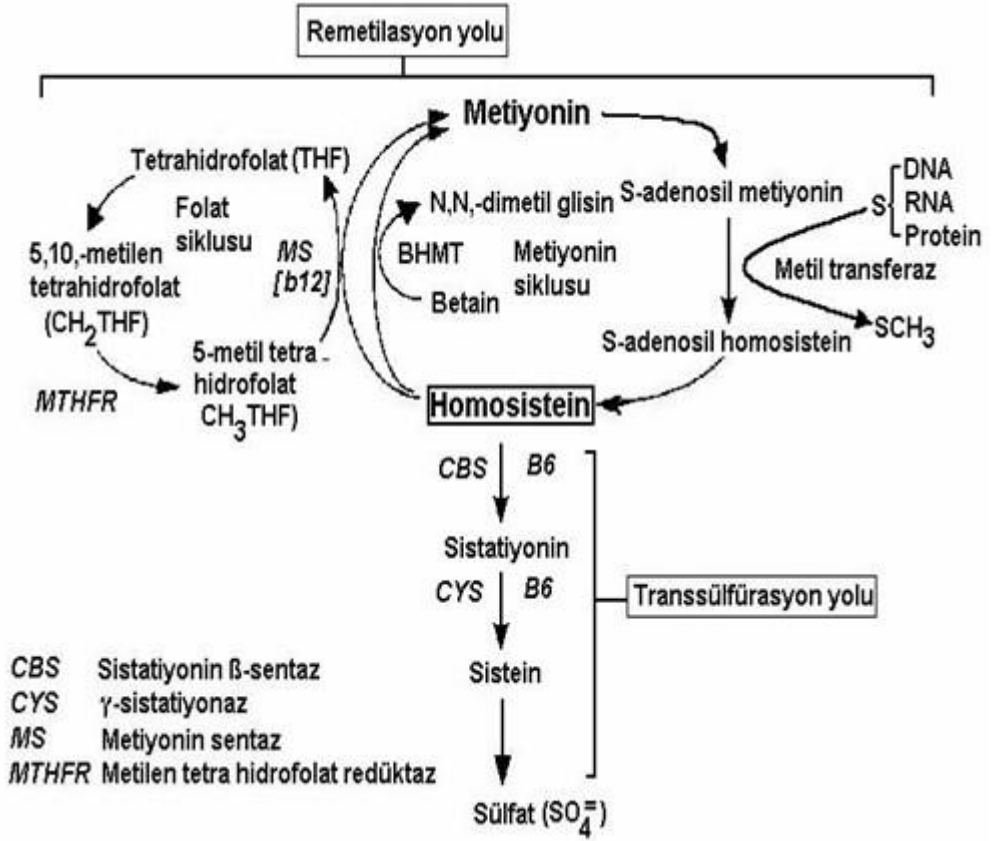 Remetilasyon yolu
Metiyonin
Tetrahidrofolat (THF)
Folat
siklusu
5,10,-metilen
tetrahidrofolat
(CH2THF)
MTHFR
5-metil tetra -
hidrofolat
CH3THF)
MS
[b12]
N,N,-dimetil glisin
BHMT
Betain
Metiyonin
siklusu
S-adenosil metiyonin
S
DNA
RNA
Protein
Metil transferaz
SCH3
S-adenosil homosistein
Homosistein
CBS B6
Sistatiyonin
CYS B6
Transsülfürasyon yolu
Sistein
Sülfat (SO4=)
CBS Sistatiyonin ß-sentaz
CYS γ-sistatiyonaz
MS Metiyonin sentaz
MTHFR Metilen tetra hidrofolat redüktaz